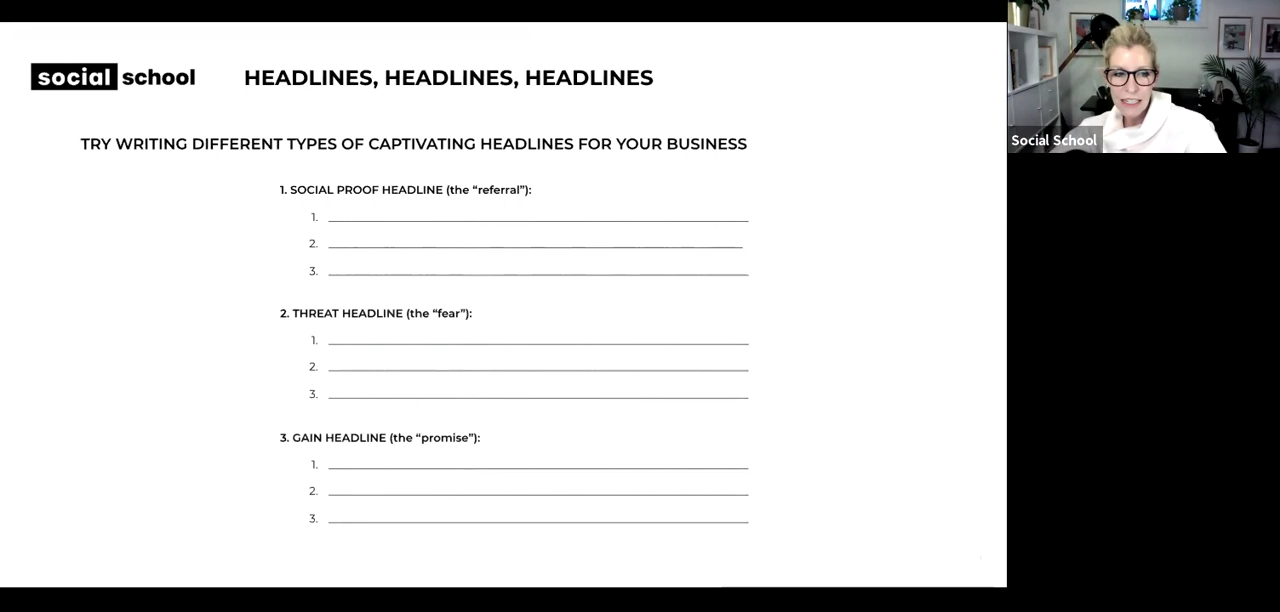 social school
HEADLINES, HEADLINES, HEADLINES
TRY WRITING DIFFERENT TYPES OF CAPTIVATING HEADLINES FOR YOUR BUSINESS
1. SOCIAL PROOF HEADLINE (the “referral”):
1.
2.
3.
2. THREAT HEADLINE (the “fear”):
1.
2.
3.
3. GAIN HEADLINE (the “promise”):
1.
2.
3.
Social School